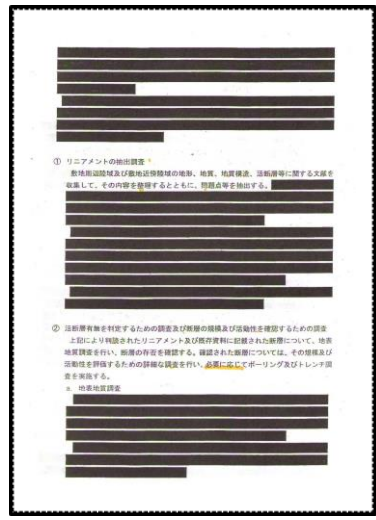 ① リニアメントの抽出調査
敷地周辺陸域及び敷地近傍陸域の地形、地質、地質構造、活断層等に関する文献を
収集して、その内容を整理するとともに、問題点等を抽出する。
② 活断層有無を判定するための調査及び断層の規模及び活動性を確認するための調査
上記により判読されたリニアメント及び既存資料に記載された断層について、地表
地質調査を行い、断層の存否を確認する。確認された断層については、その規模及び
活動性を評価するための詳細な調査を行い、必要に応じてボーリング及びトレンチ調
査を実施する。
a. 地表地質調査